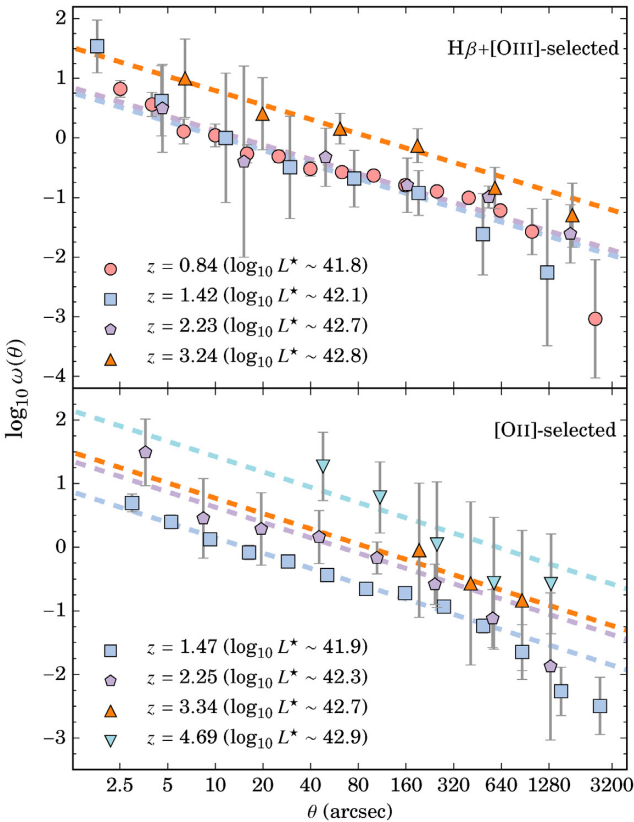 2
Hβ+[OIII]-selected
1
0
−1
−2
z = 0.84 (log₁₀ L★ ∼ 41.8)
z = 1.42 (log₁₀ L★ ∼ 42.1)
−3
z = 2.23 (log₁₀ L★ ∼ 42.7)
z = 3.24 (log₁₀ L★ ∼ 42.8)
−4
log₁₀ ω(θ)
2
[OII]-selected
1
0
−1
z = 1.47 (log₁₀ L★ ∼ 41.9)
−2
z = 2.25 (log₁₀ L★ ∼ 42.3)
z = 3.34 (log₁₀ L★ ∼ 42.7)
−3
z = 4.69 (log₁₀ L★ ∼ 42.9)
2.5 5 10 20 40 80 160 320 640 1280 3200
θ (arcsec)